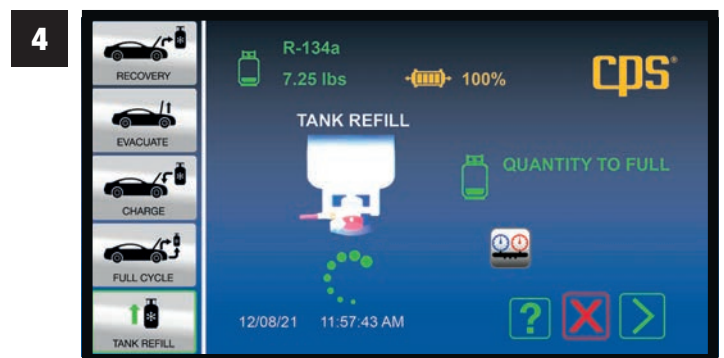 4
RECOVERY
EVACUATE
CHARGE
FULL CYCLE
TANK REFILL
R-134a
7.25 lbs
100%
cps®
TANK REFILL
QUANTITY TO FULL
12/08/21 11:57:43 AM
?